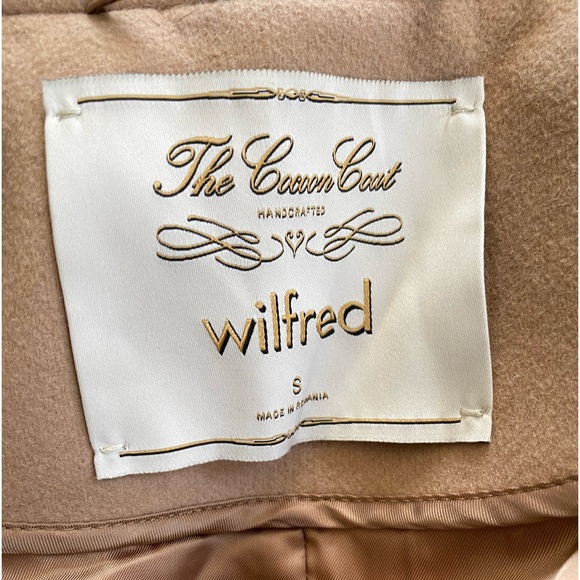 The Cocoon Coat
HANDCRAFTED
wilfred
S
MADE IN ROMANIA